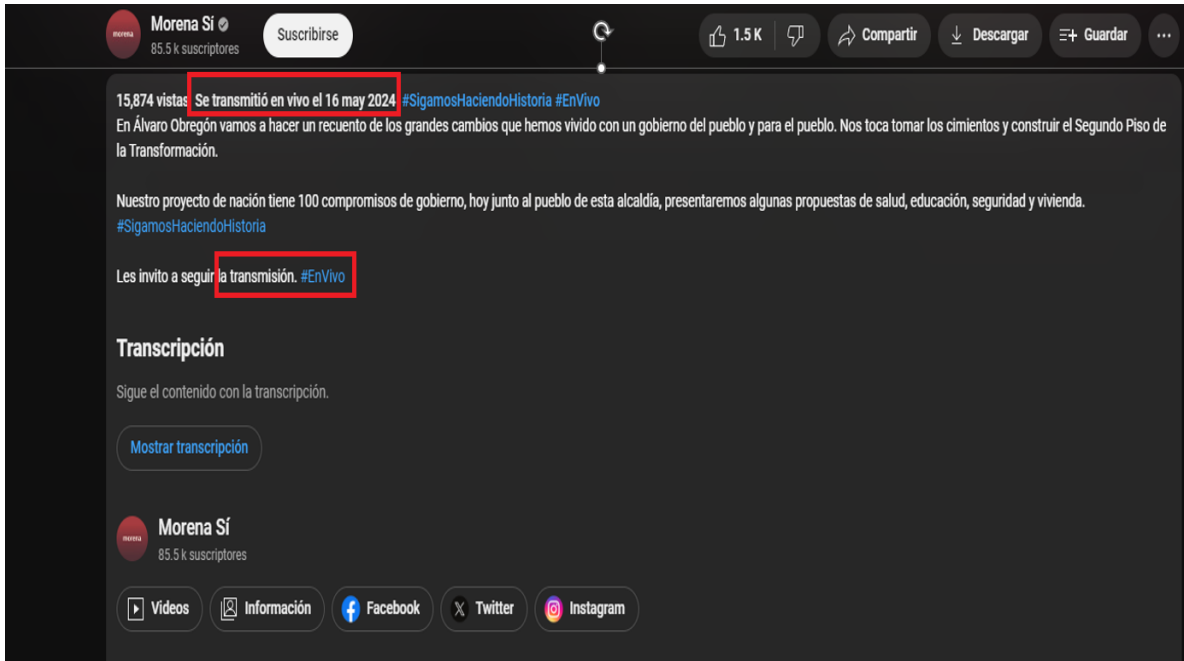 Morena Sí
85.5 k suscriptores
Suscribirse
1.5 K
Compartir
Descargar
Guardar
15,874 vistas Se transmitió en vivo el 16 may 2024 #SigamosHaciendoHistoria #EnVivo
En Álvaro Obregón vamos a hacer un recuento de los grandes cambios que hemos vivido con un gobierno del pueblo y para el pueblo. Nos toca tomar los cimientos y construir el Segundo Piso de
la Transformación.
Nuestro proyecto de nación tiene 100 compromisos de gobierno, hoy junto al pueblo de esta alcaldía, presentaremos algunas propuestas de salud, educación, seguridad y vivienda.
#SigamosHaciendoHistoria
Les invito a seguir la transmisión. #EnVivo
Transcripción
Sigue el contenido con la transcripción.
Mostrar transcripción
morena
Morena Sí
85.5 k suscriptores
Videos
Información
Facebook
Twitter
Instagram